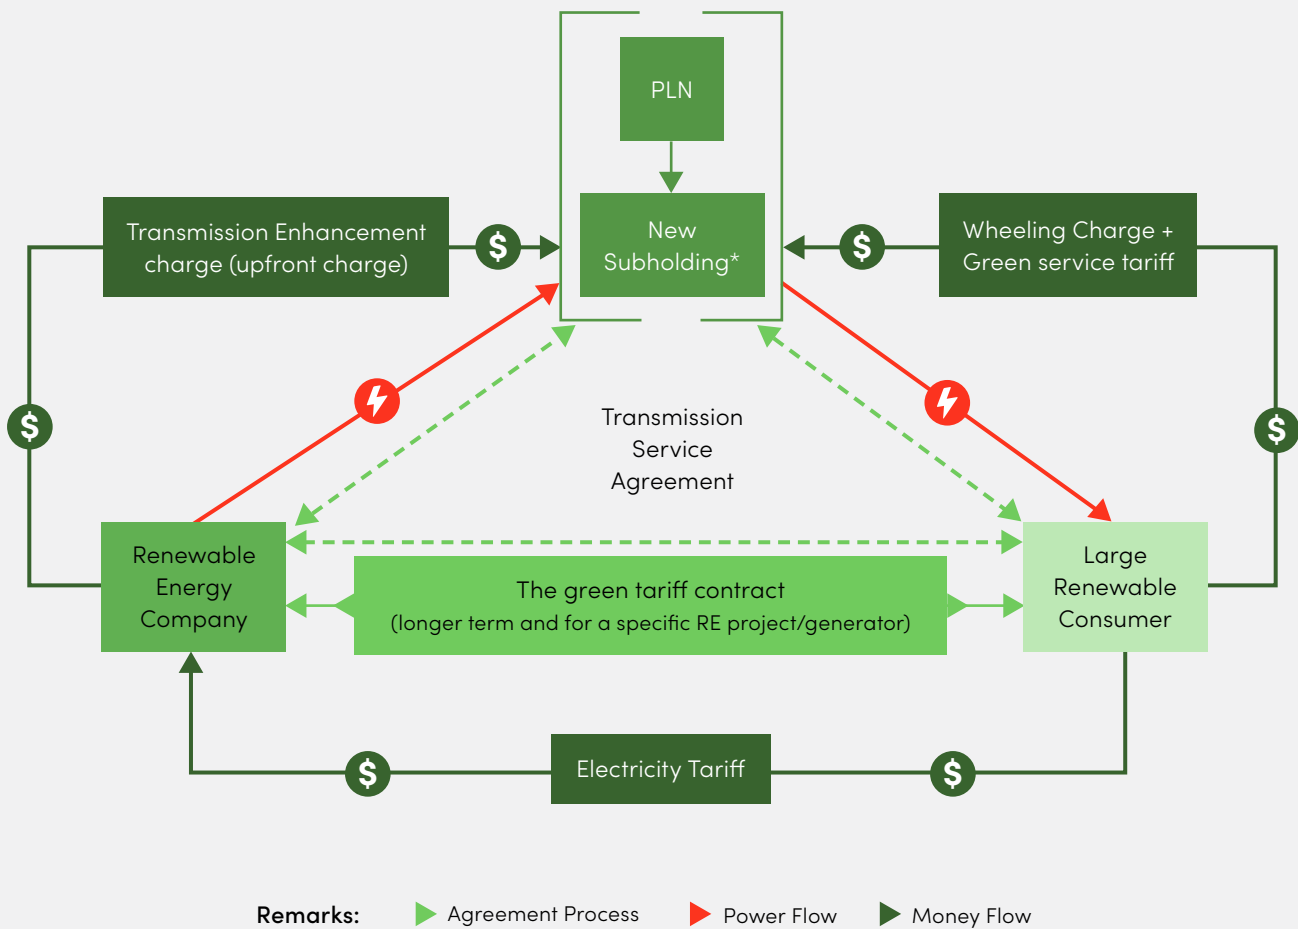 PLN
New
Subholding*
Transmission Enhancement
charge (upfront charge)
$
$
Wheeling Charge +
Green service tariff
$
$
Transmission
Service
Agreement
Renewable
Energy
Company
The green tariff contract
(longer term and for a specific RE project/generator)
Large
Renewable
Consumer
$
Electricity Tariff
$
Remarks:
Agreement Process
Power Flow
Money Flow